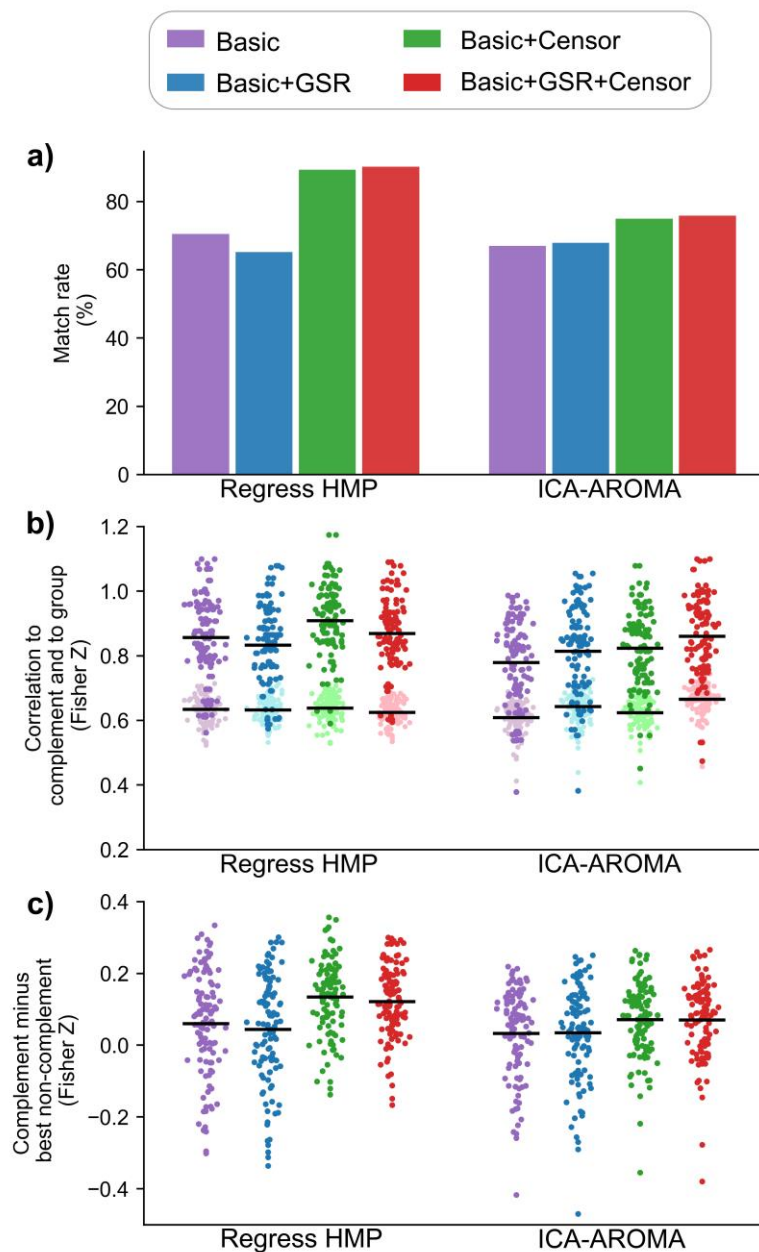 Basic
Basic+Censor
Basic+GSR
Basic+GSR+Censor
a)
Match rate
(%)
80
60
40
20
0
Regress HMP
ICA-AROMA
b)
Correlation to
complement and to group
(Fisher Z)
1.2
1.0
0.8
0.6
0.4
0.2
Regress HMP
ICA-AROMA
c)
Complement minus
best non-complement
(Fisher Z)
0.4
0.2
0.0
−0.2
−0.4
Regress HMP
ICA-AROMA